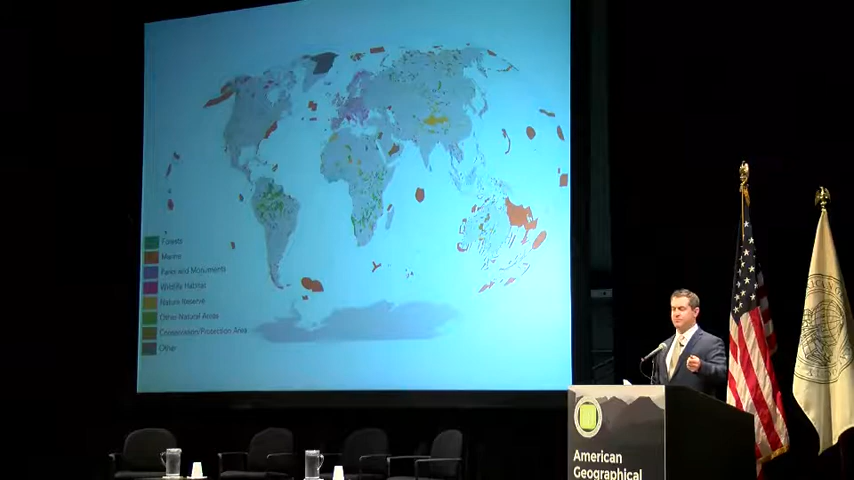 Forests
Marine
Parks and Monuments
Wildlife Habitat
Nature Reserve
Other Natural Areas
Conservation/Protection Area
Other
American
Geographical